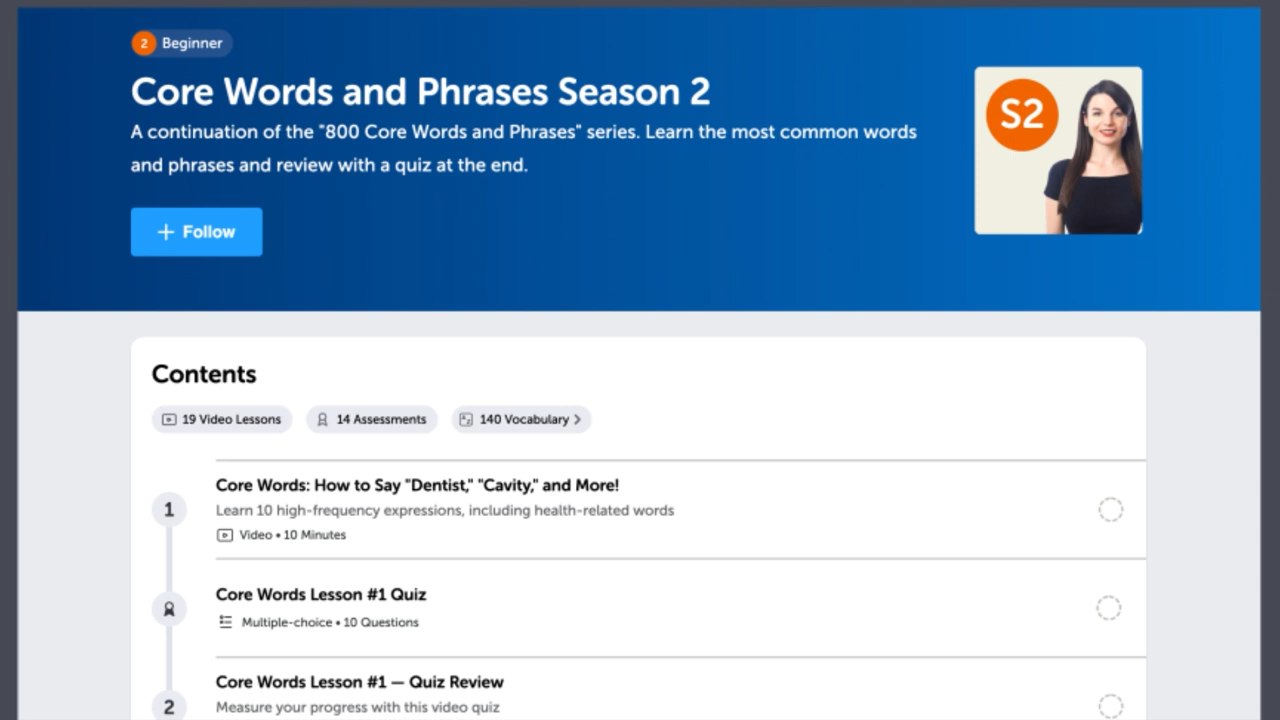 2 Beginner
Core Words and Phrases Season 2
A continuation of the "800 Core Words and Phrases" series. Learn the most common words
and phrases and review with a quiz at the end.
S2
+ Follow
Contents
19 Video Lessons
14 Assessments
140 Vocabulary >
Core Words: How to Say "Dentist," "Cavity," and More!
1
Learn 10 high-frequency expressions, including health-related words
Video • 10 Minutes
Core Words Lesson #1 Quiz
Multiple-choice • 10 Questions
Core Words Lesson #1 — Quiz Review
2
Measure your progress with this video quiz